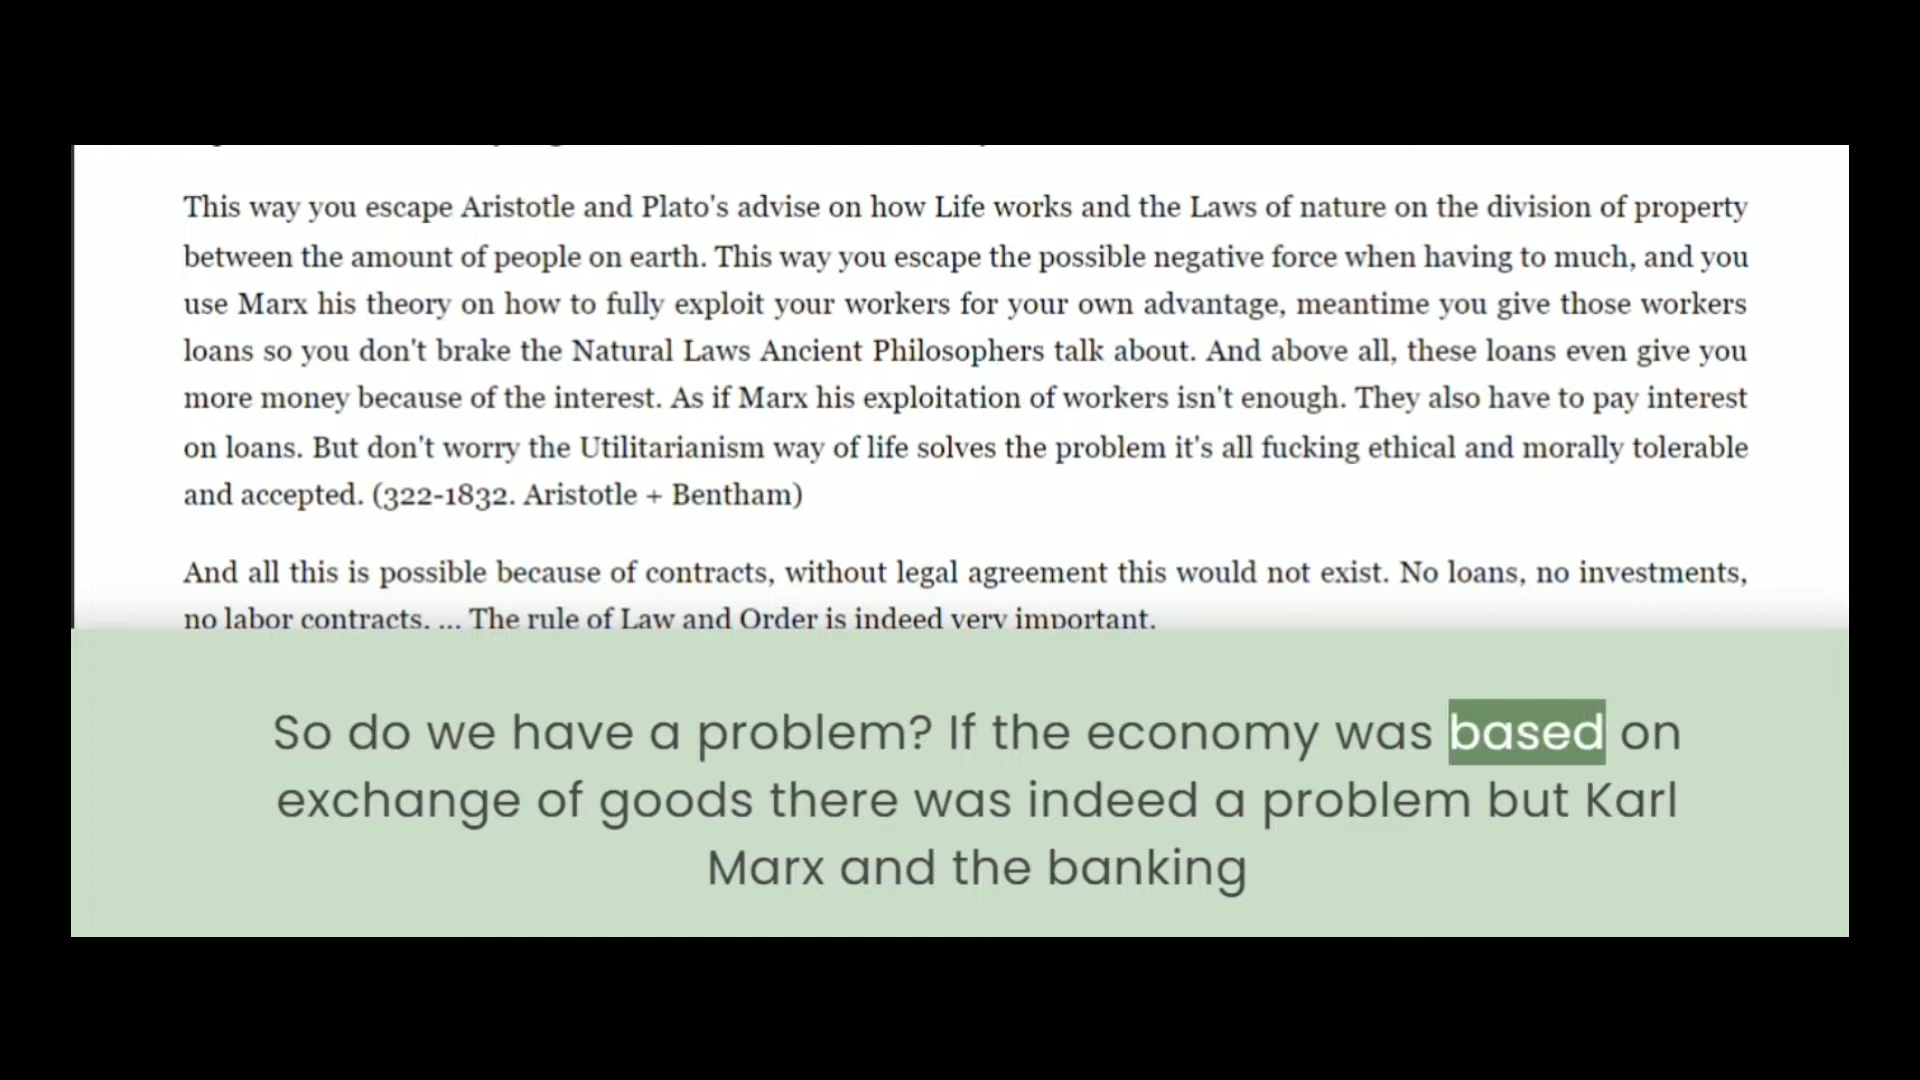 This way you escape Aristotle and Plato's advise on how Life works and the Laws of nature on the division of property
between the amount of people on earth. This way you escape the possible negative force when having to much, and you
use Marx his theory on how to fully exploit your workers for your own advantage, meantime you give those workers
loans so you don't brake the Natural Laws Ancient Philosophers talk about. And above all, these loans even give you
more money because of the interest. As if Marx his exploitation of workers isn't enough. They also have to pay interest
on loans. But don't worry the Utilitarianism way of life solves the problem it's all fucking ethical and morally tolerable
and accepted. (322-1832. Aristotle + Bentham)
And all this is possible because of contracts, without legal agreement this would not exist. No loans, no investments,
no labor contracts. ... The rule of Law and Order is indeed very important.
So do we have a problem? If the economy was based on
exchange of goods there was indeed a problem but Karl
Marx and the banking